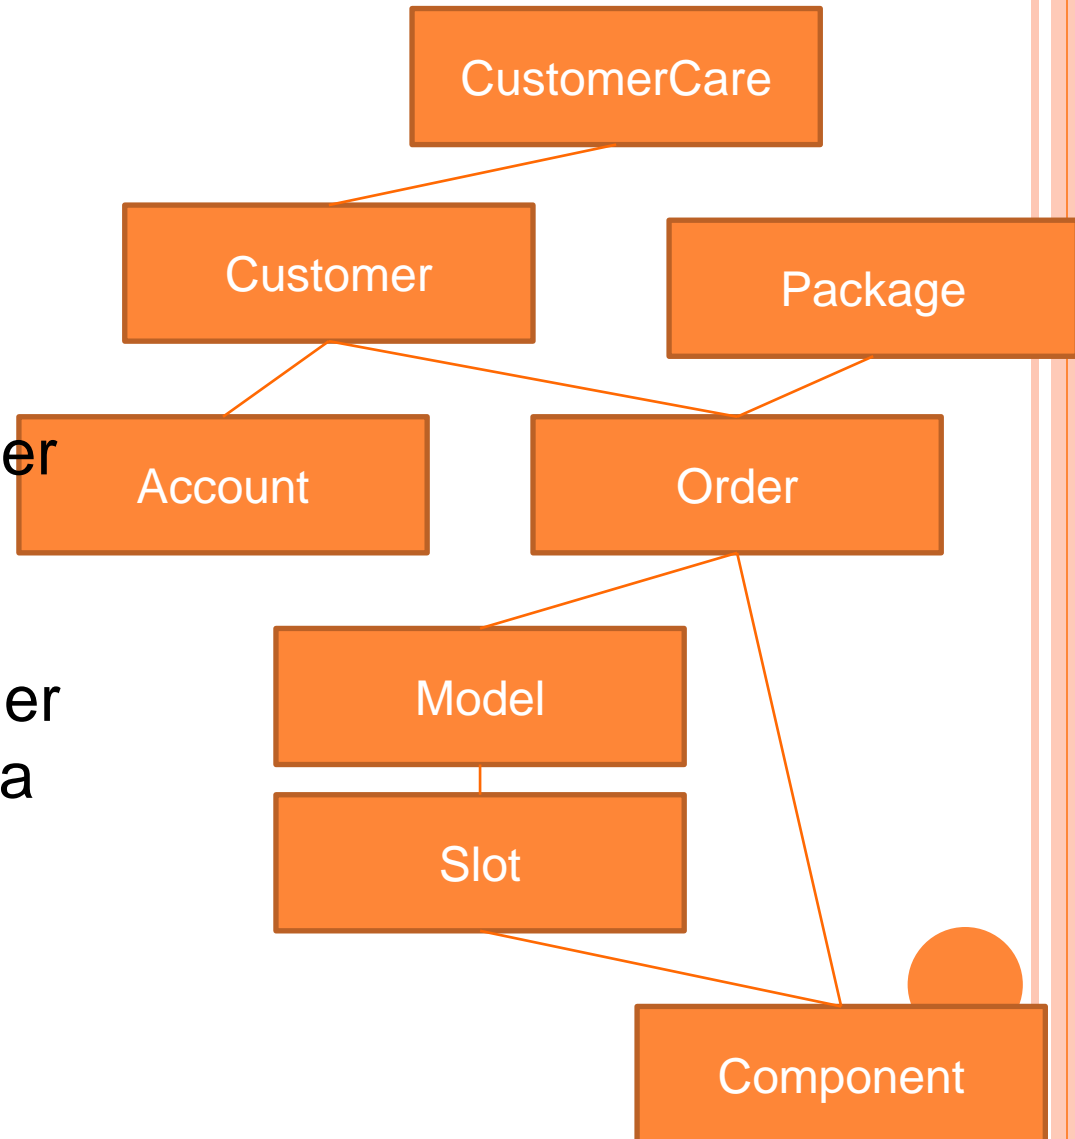 CustomerCare
Customer
Package
er
Account
Order
er
Model
a
Slot
Component